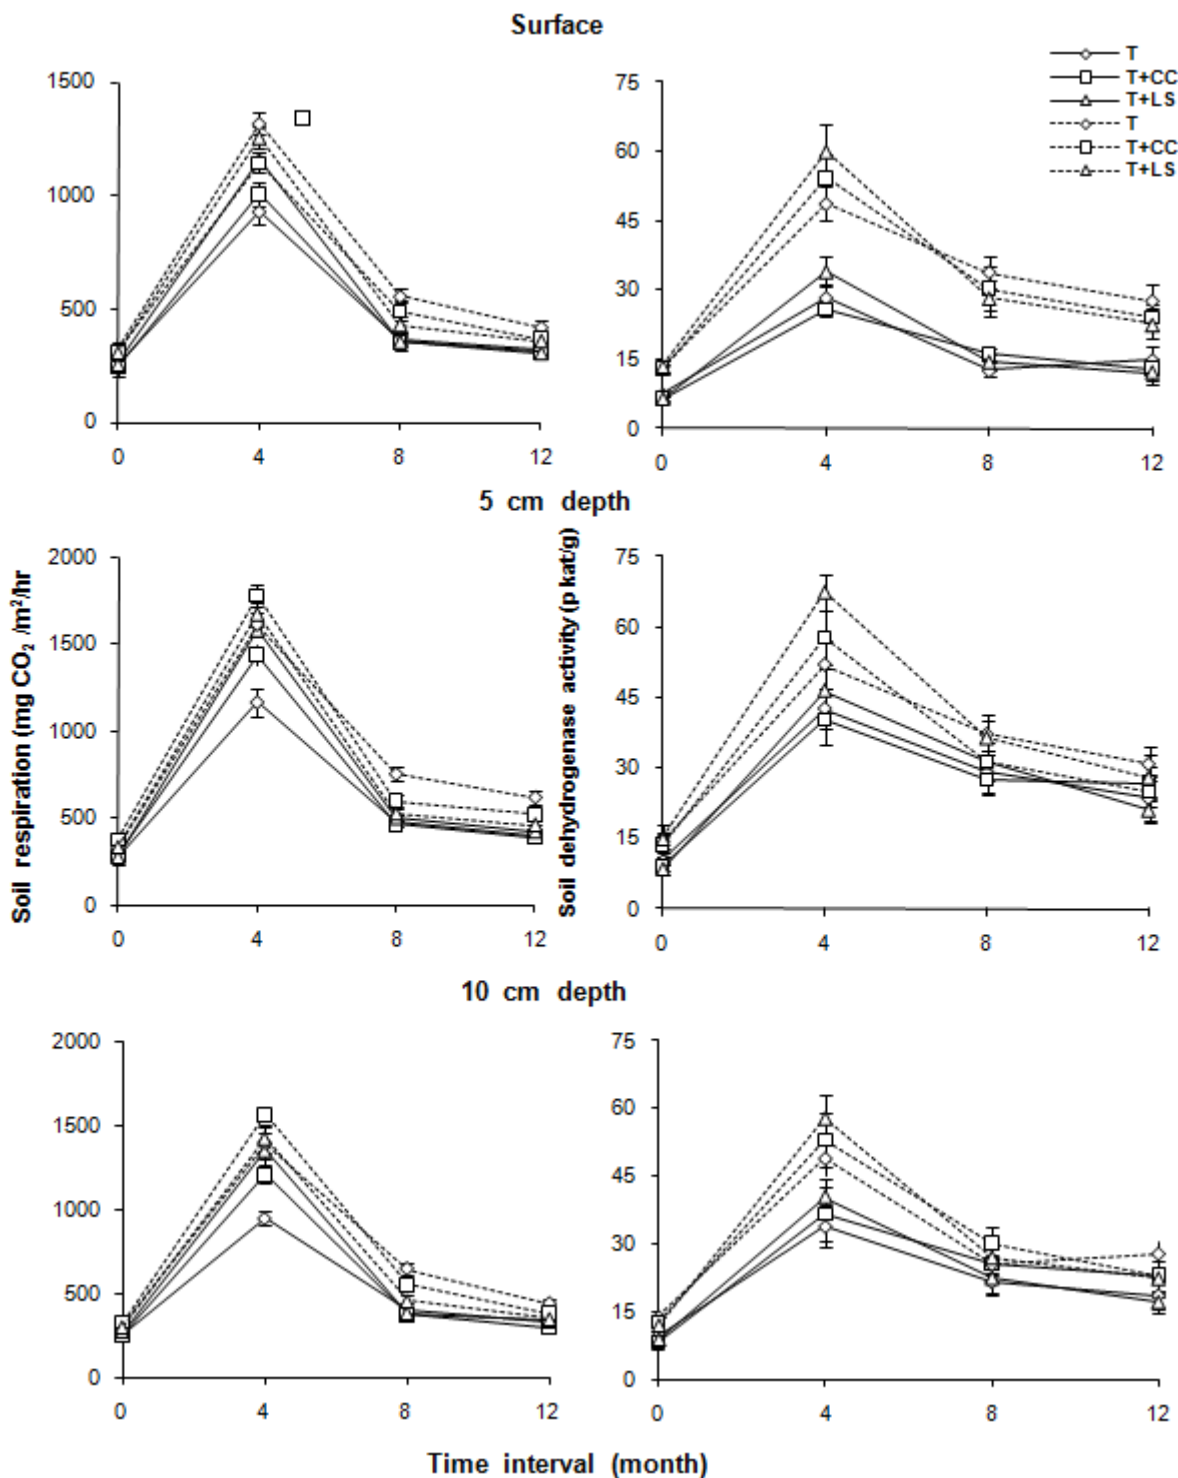 Surface
T
T+CC
T+LS
T
T+CC
T+LS
1500
1000
500
0
0 4 8 12
75
60
45
30
15
0
0 4 8 12
5 cm depth
Soil respiration (mg CO₂ /m²/hr
2000
1500
1000
500
0
0 4 8 12
Soil dehydrogenase activity (p kat/g)
75
60
45
30
15
0
0 4 8 12
10 cm depth
2000
1500
1000
500
0
0 4 8 12
75
60
45
30
15
0
0 4 8 12
Time interval (month)